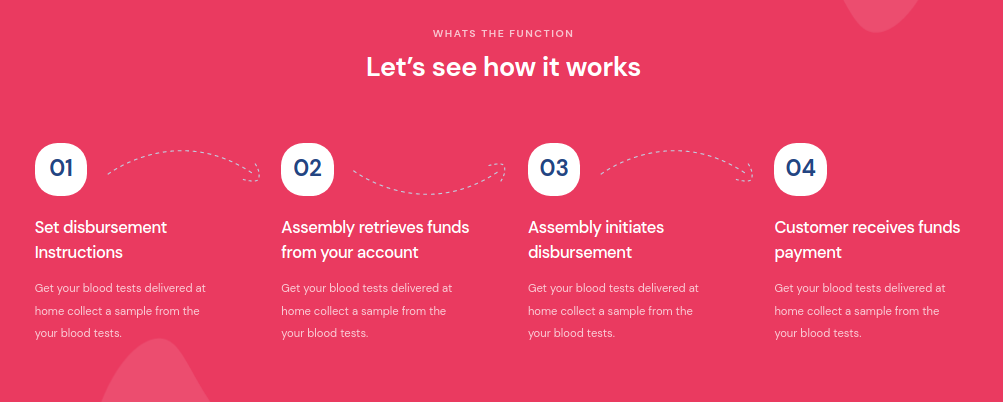 WHATS THE FUNCTION
Let’s see how it works
01
02
03
04
Set disbursement
Instructions
Get your blood tests delivered at
home collect a sample from the
your blood tests.
Assembly retrieves funds
from your account
Get your blood tests delivered at
home collect a sample from the
your blood tests.
Assembly initiates
disbursement
Get your blood tests delivered at
home collect a sample from the
your blood tests.
Customer receives funds
payment
Get your blood tests delivered at
home collect a sample from the
your blood tests.